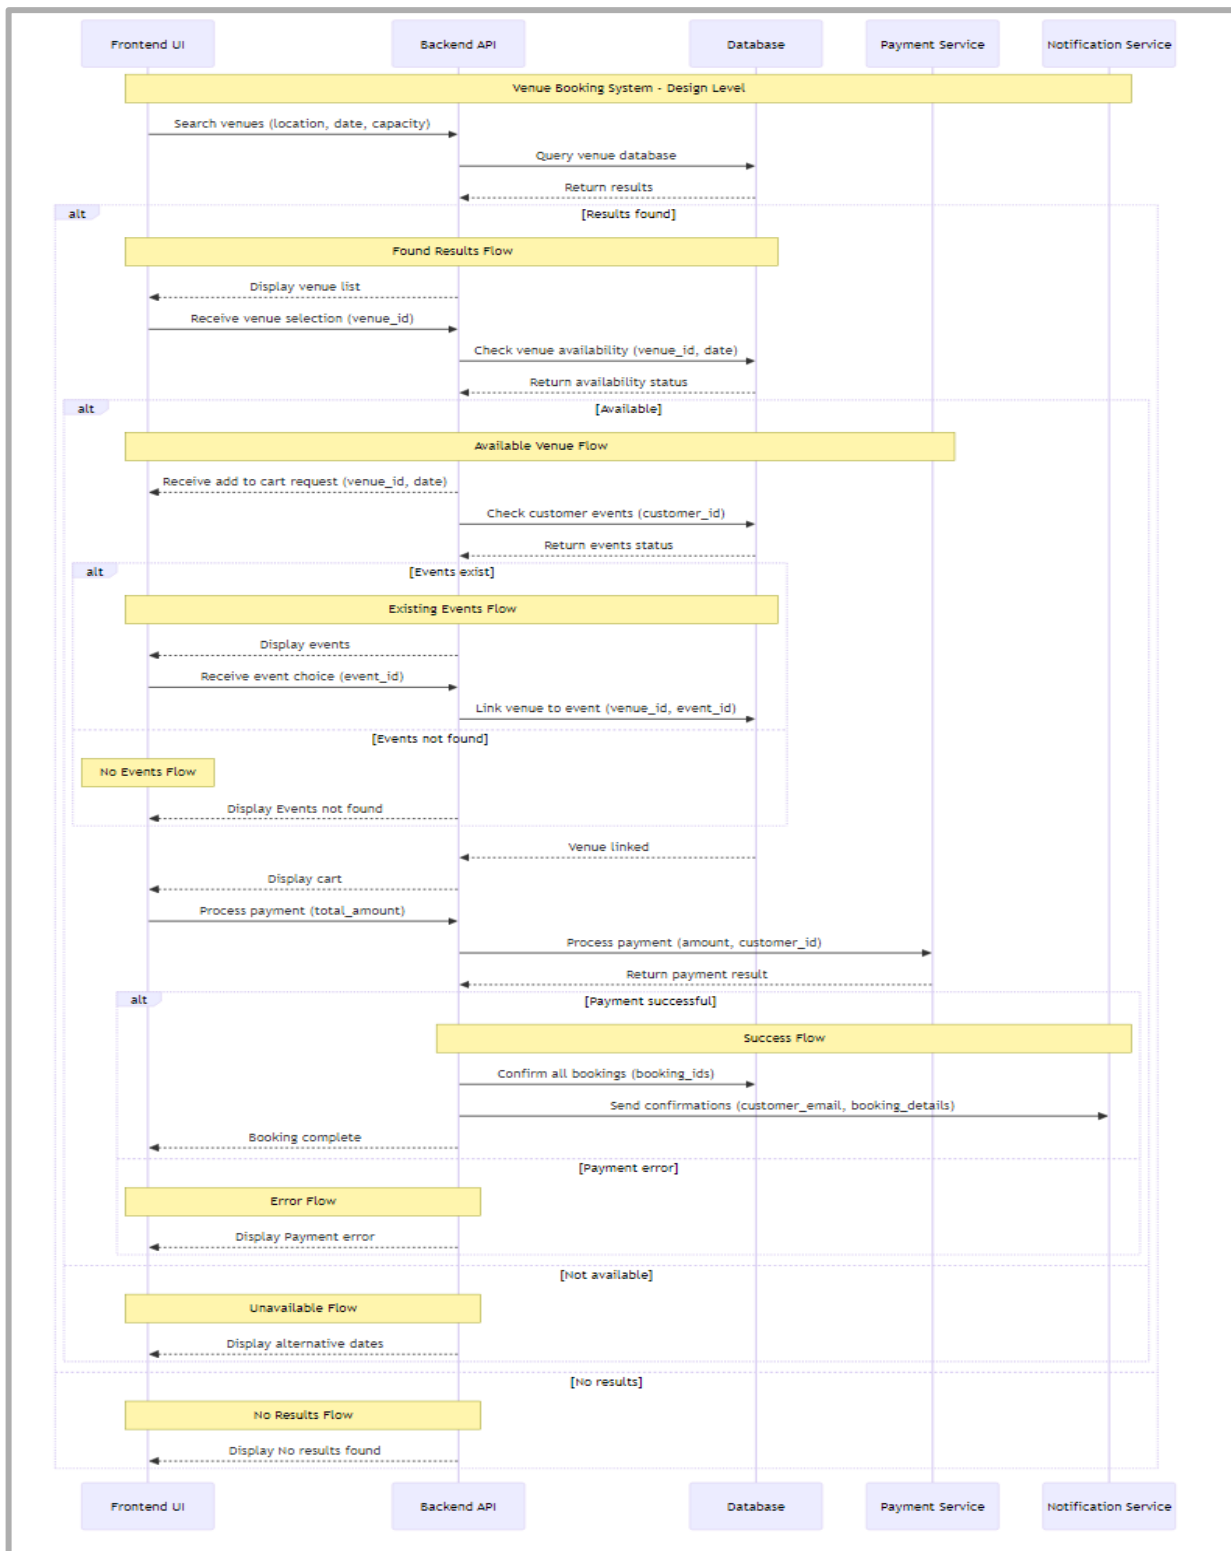 Frontend UI
Backend API
Database
Payment Service
Notification Service
Venue Booking System - Design Level
Search venues (location, date, capacity)
Query venue database
Return results
alt
[Results found]
Found Results Flow
Display venue list
Receive venue selection (venue_id)
Check venue availability (venue_id, date)
Return availability status
alt
[Available]
Available Venue Flow
Receive add to cart request (venue_id, date)
Check customer events (customer_id)
Return events status
alt
[Events exist]
Existing Events Flow
Display events
Receive event choice (event_id)
Link venue to event (venue_id, event_id)
[Events not found]
No Events Flow
Display Events not found
Venue linked
Display cart
Process payment (total_amount)
Process payment (amount, customer_id)
Return payment result
alt
[Payment successful]
Success Flow
Confirm all bookings (booking_ids)
Send confirmations (customer_email, booking_details)
Booking complete
[Payment error]
Error Flow
Display Payment error
[Not available]
Unavailable Flow
Display alternative dates
[No results]
No Results Flow
Display No results found
Frontend UI
Backend API
Database
Payment Service
Notification Service